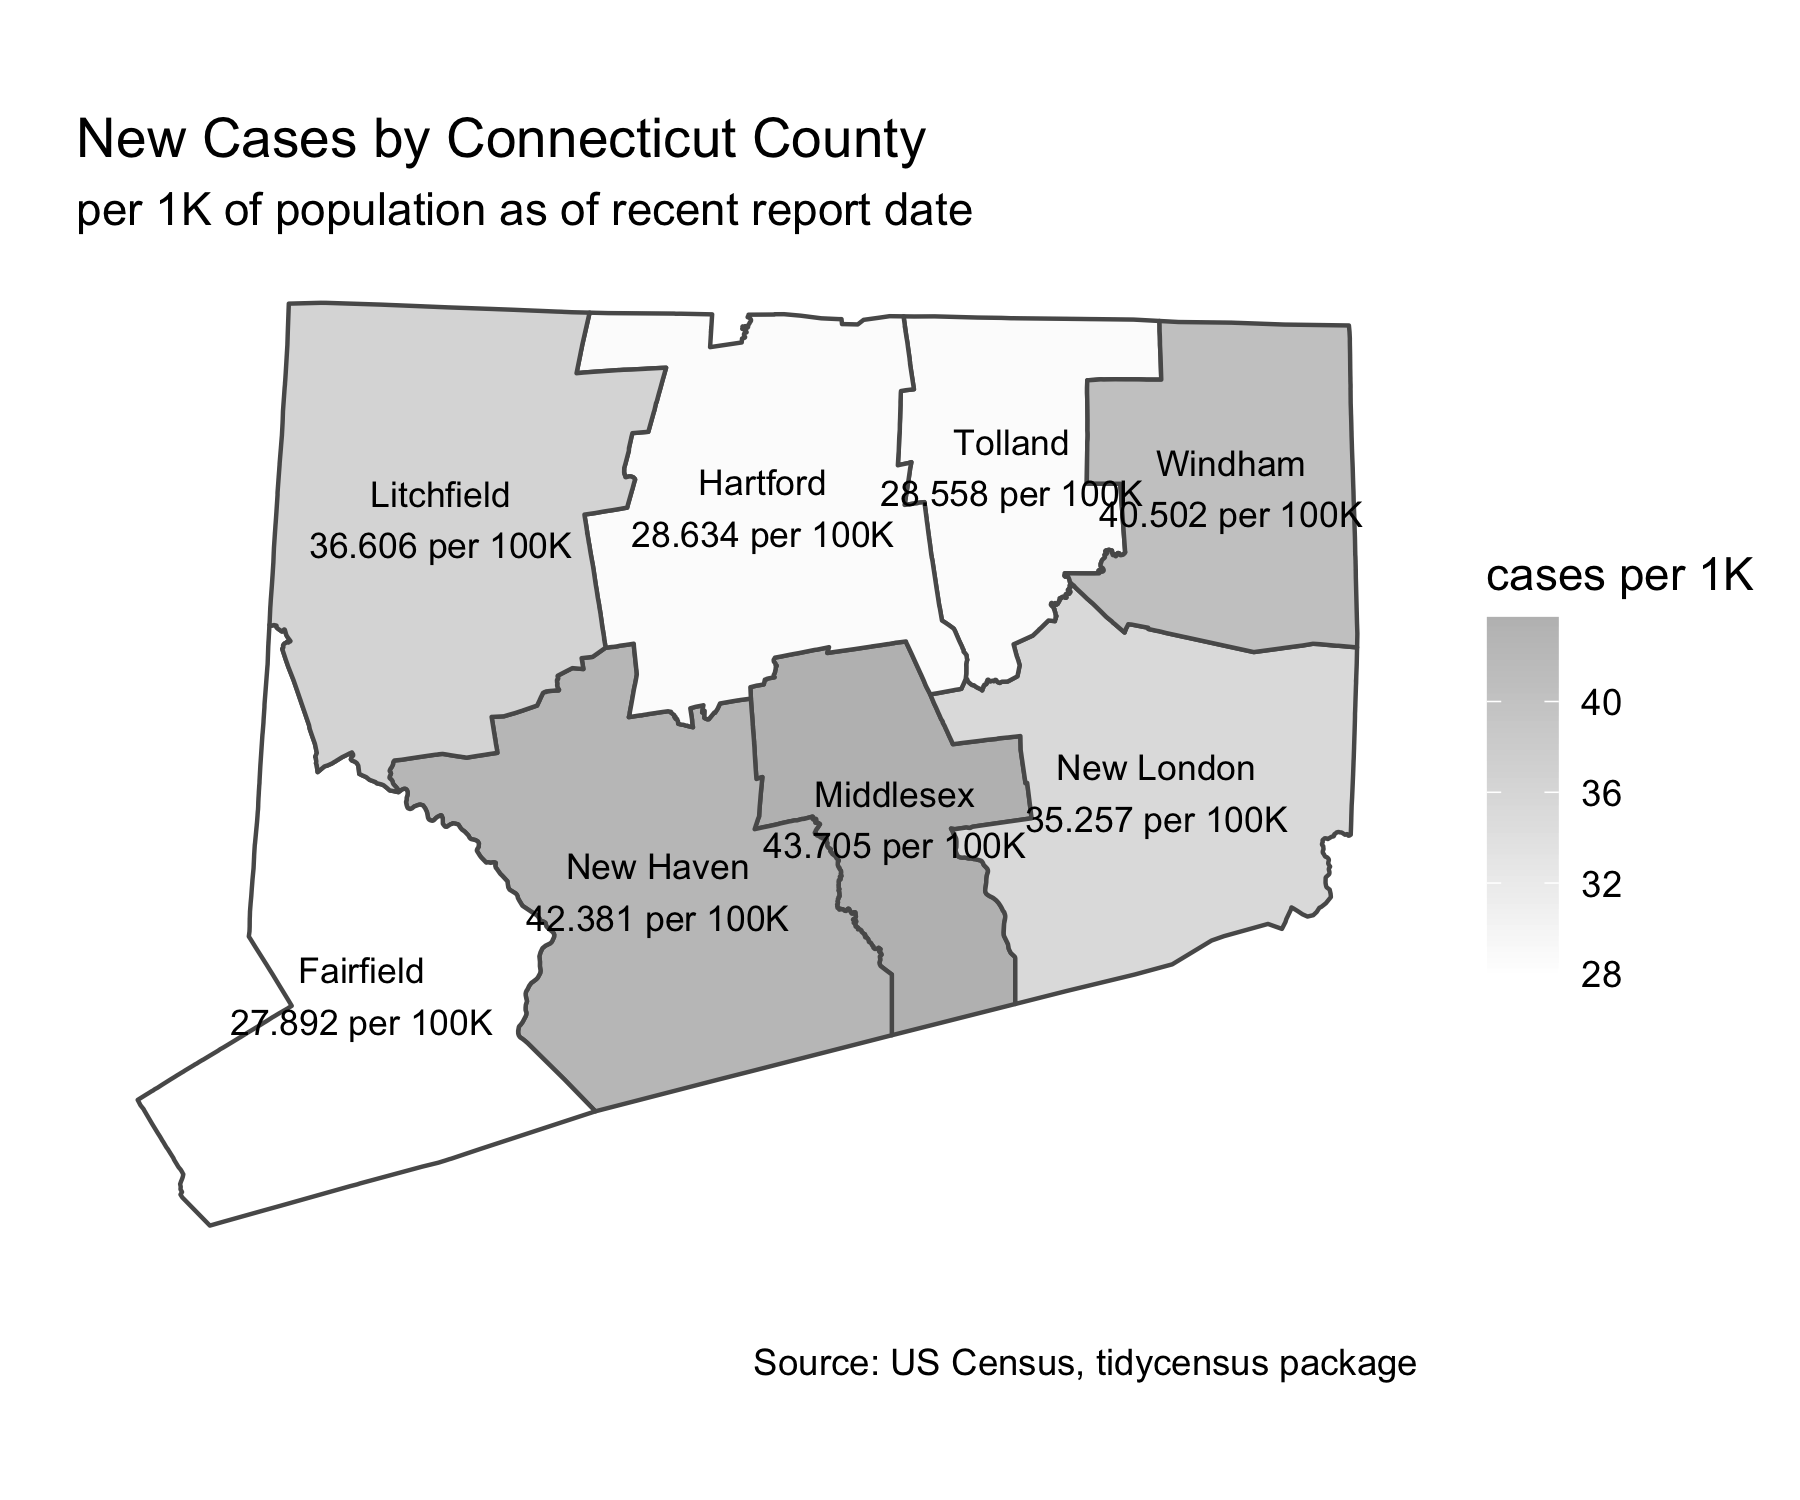 New Cases by Connecticut County
per 1K of population as of recent report date
Tolland
28.558 per 100K
Windham
40.502 per 100K
Hartford
28.634 per 100K
Litchfield
36.606 per 100K
cases per 1K
40
36
32
28
New London
35.257 per 100K
Middlesex
43.705 per 100K
New Haven
42.381 per 100K
Fairfield
27.892 per 100K
Source: US Census, tidycensus package